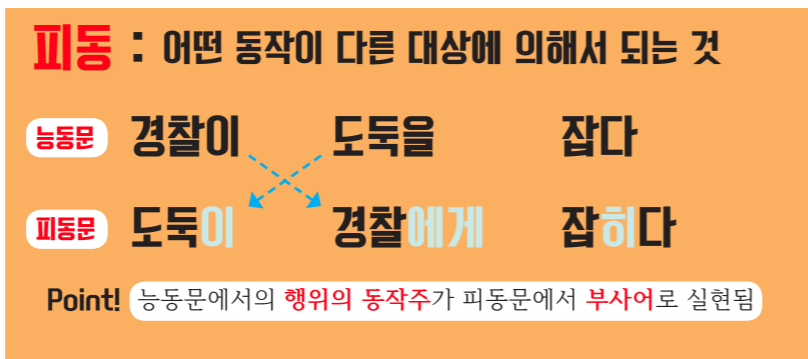 피동 : 어떤 동작이 다른 대상에 의해서 되는 것
능동문 경찰이 도둑을 잡다
피동문 도둑이 경찰에게 잡히다
Point! 능동문에서의 행위의 동작주가 피동문에서 부사어로 실현됨